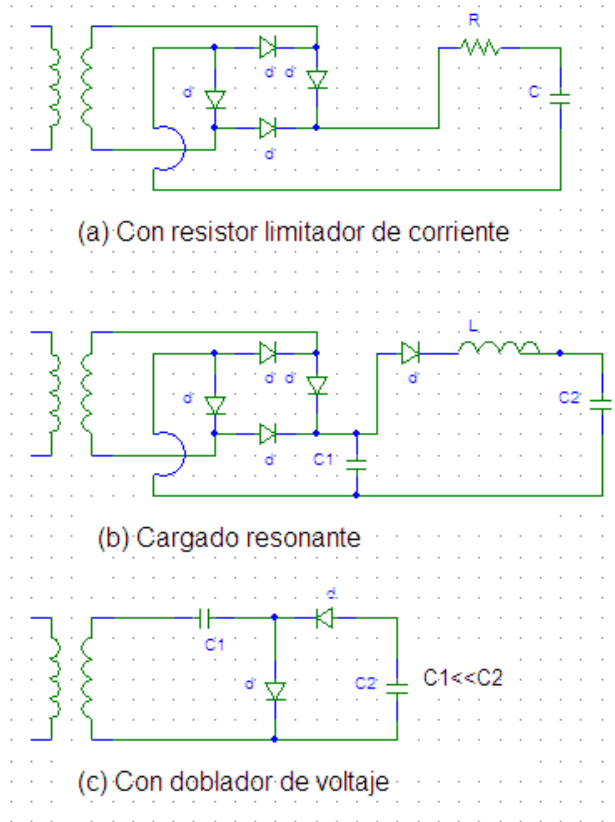 R
d d
d
C
d
(a) Con resistor limitador de corriente
L
d d
d
d
C2
d
C1
(b) Cargado resonante
d
C1
d
C2
C1<<C2
(c) Con doblador de voltaje